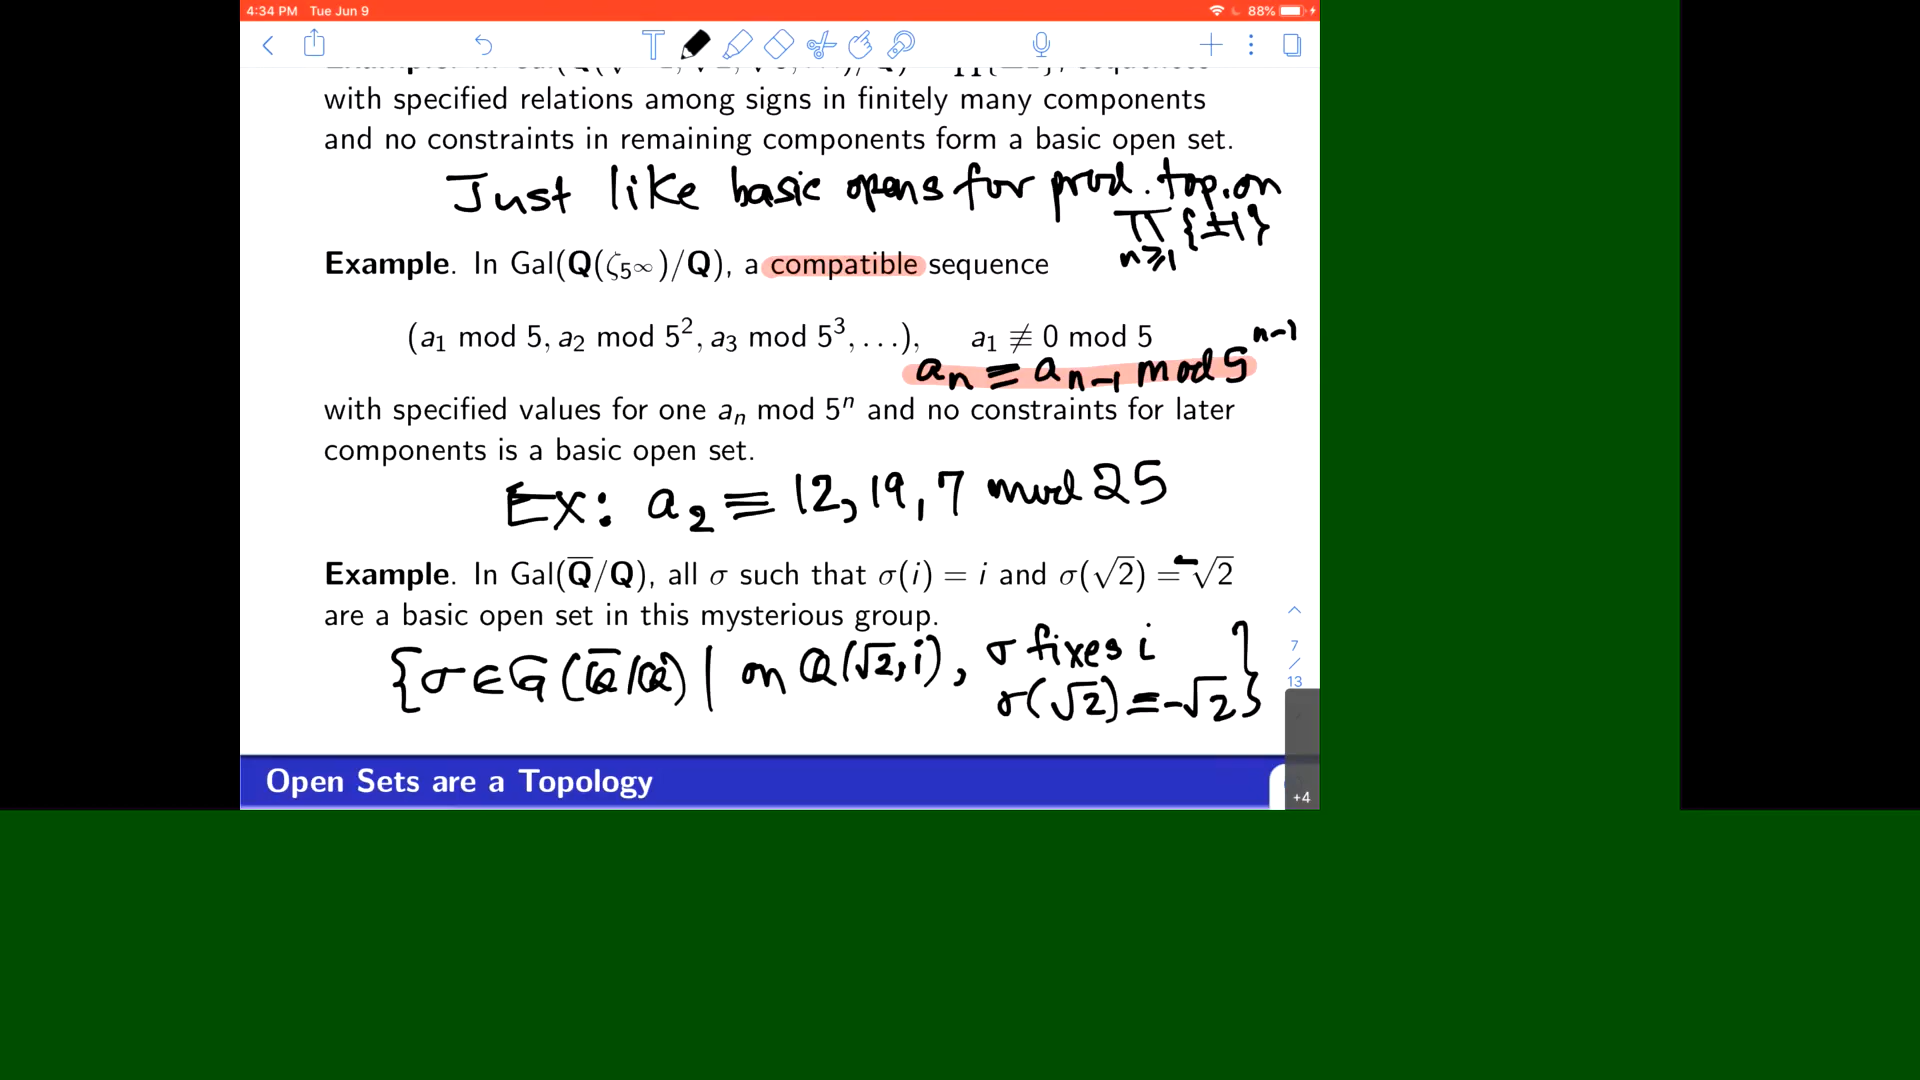 4:34 PM Tue Jun 9
88%
with specified relations among signs in finitely many components
and no constraints in remaining components form a basic open set.
Just like basic opens for prod. top. on
∏ {±1}
n≥1
Example. In Gal(Q(ζ_{5^∞})/Q), a compatible sequence
(a₁ mod 5, a₂ mod 5², a₃ mod 5³, …), a₁ ≢ 0 mod 5
aₙ ≡ aₙ₋₁ mod 5ⁿ⁻¹
with specified values for one aₙ mod 5ⁿ and no constraints for later
components is a basic open set.
EX: a₂ ≡ 12, 19, 7 mod 25
Example. In Gal(Q̅/Q), all σ such that σ(i) = i and σ(√2) = -√2
are a basic open set in this mysterious group.
{σ ∈ G(Q̅/Q) | on Q(√2, i), σ fixes i
σ(√2) = -√2}
7
/
13
Open Sets are a Topology
+4